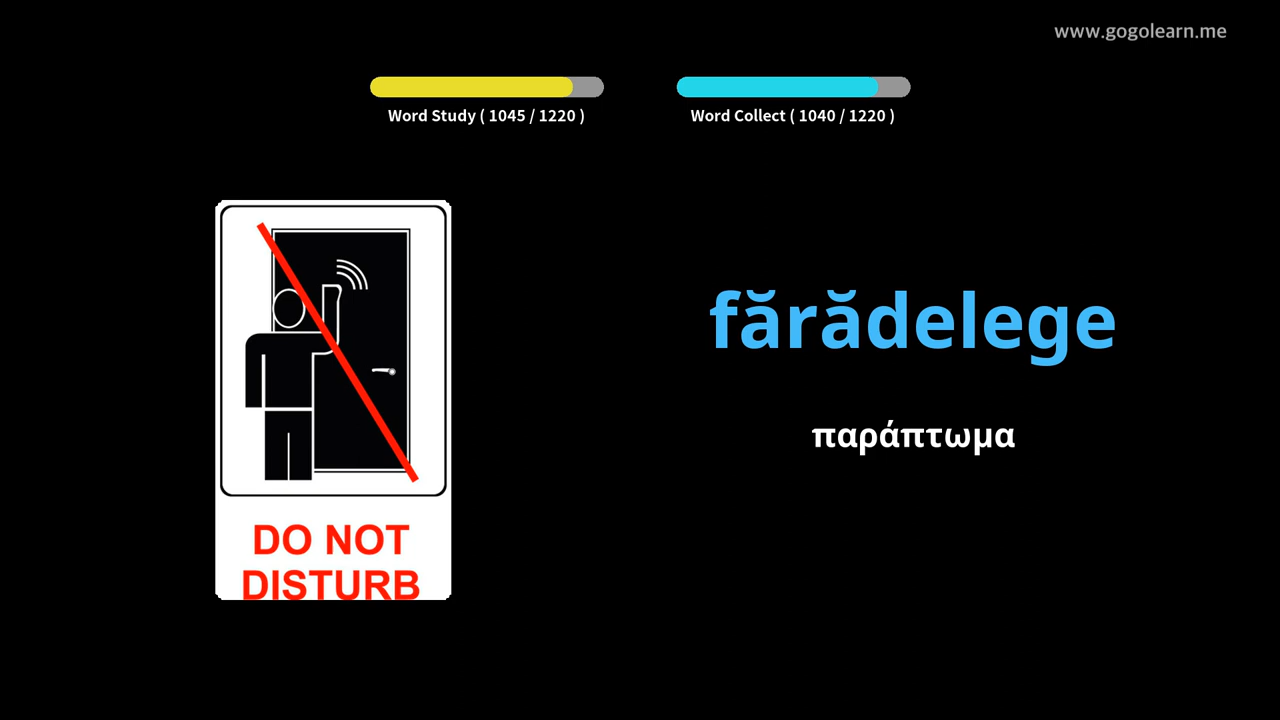 www.gogolearn.me
Word Study ( 1045 / 1220 )
Word Collect ( 1040 / 1220 )
fărădelege
παράπτωμα
DO NOT
DISTURB